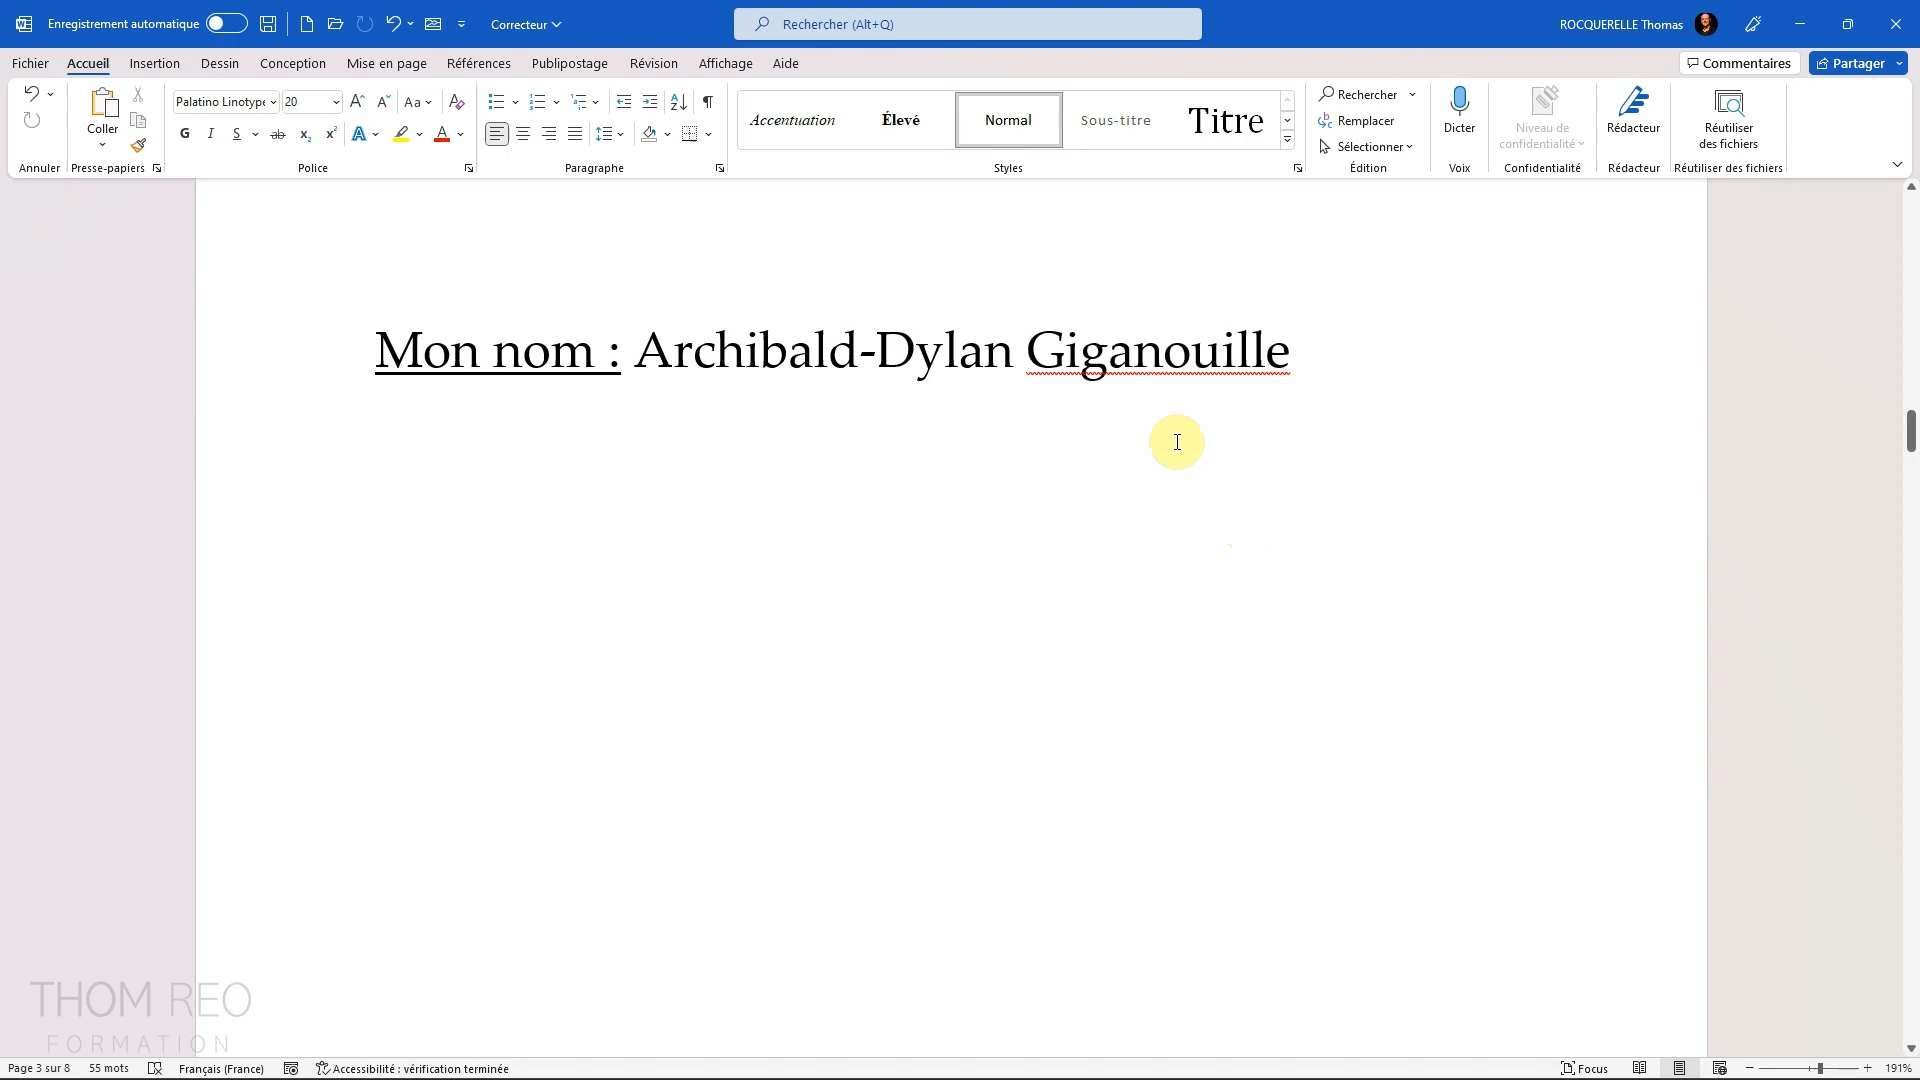 Enregistrement automatique
Correcteur
Rechercher (Alt+Q)
ROCQUERELLE Thomas
Fichier Accueil Insertion Dessin Conception Mise en page Références Publipostage Révision Affichage Aide
Commentaires Partager
Coller
Palatino Linotype 20
Aa
G I S ab x₂ x² A A
Accentuation Élevé Normal Sous-titre Titre
Rechercher
Remplacer
Sélectionner
Dicter
Niveau de
confidentialité
Rédacteur
Réutiliser
des fichiers
Annuler Presse-papiers Police Paragraphe Styles Édition Voix Confidentialité Rédacteur Réutiliser des fichiers
Mon nom : Archibald-Dylan Giganouille
THOM REO
FORMATION
Page 3 sur 8 55 mots Français (France) Accessibilité : vérification terminée Focus 191%